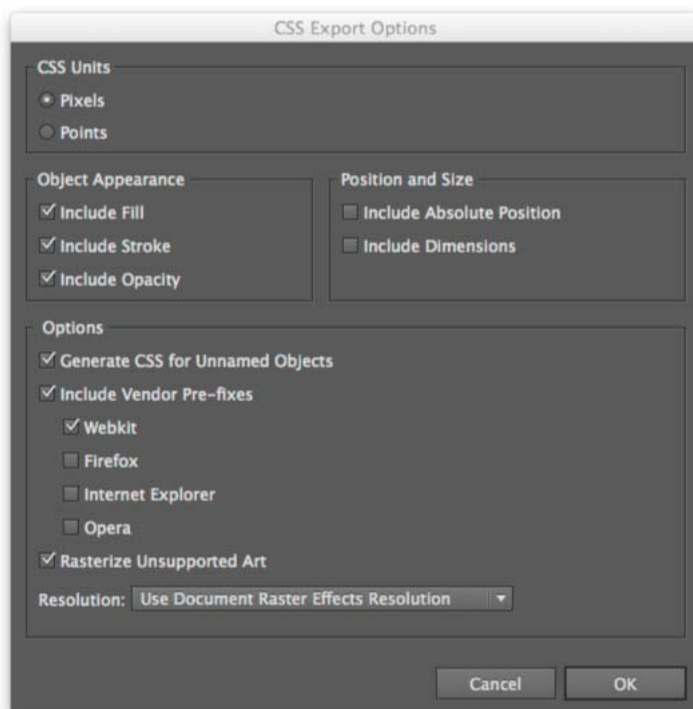 CSS Export Options
CSS Units
Pixels
Points
Object Appearance
Include Fill
Include Stroke
Include Opacity
Position and Size
Include Absolute Position
Include Dimensions
Options
Generate CSS for Unnamed Objects
Include Vendor Pre-fixes
Webkit
Firefox
Internet Explorer
Opera
Rasterize Unsupported Art
Resolution: Use Document Raster Effects Resolution
Cancel OK